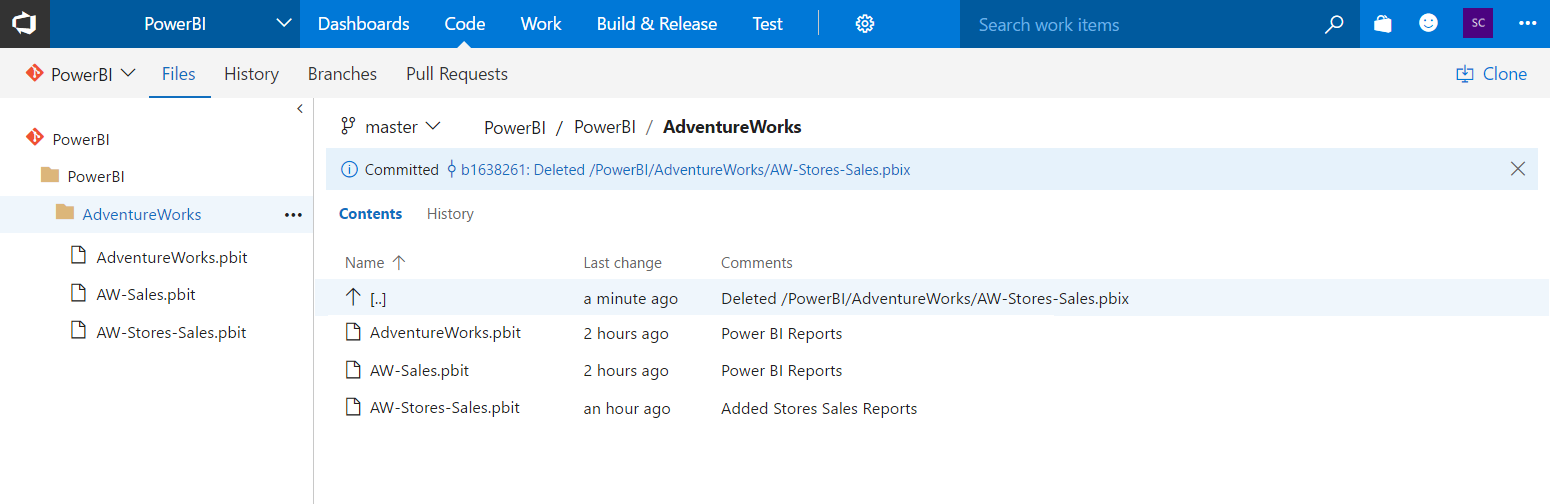 PowerBI Dashboards Code Work Build & Release Test Search work items SC
PowerBI Files History Branches Pull Requests Clone
PowerBI
PowerBI
AdventureWorks
AdventureWorks.pbit
AW-Sales.pbit
AW-Stores-Sales.pbit
master PowerBI / PowerBI / AdventureWorks
Committed b1638261: Deleted /PowerBI/AdventureWorks/AW-Stores-Sales.pbix
Contents History
Name Last change Comments
[..] a minute ago Deleted /PowerBI/AdventureWorks/AW-Stores-Sales.pbix
AdventureWorks.pbit 2 hours ago Power BI Reports
AW-Sales.pbit 2 hours ago Power BI Reports
AW-Stores-Sales.pbit an hour ago Added Stores Sales Reports